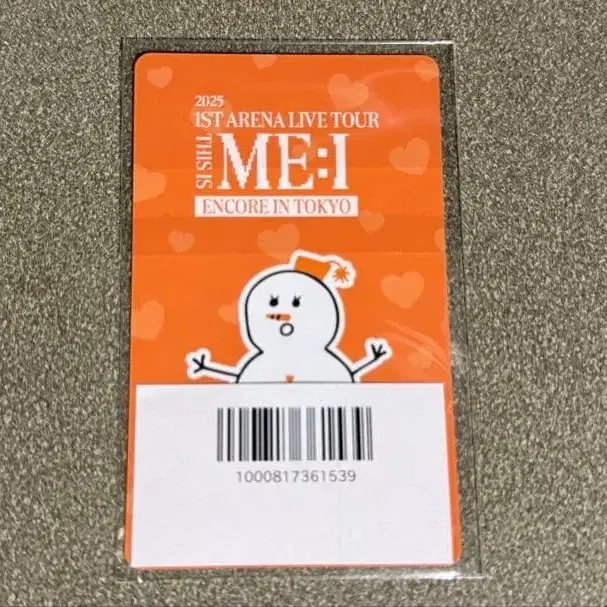 2025
1ST ARENA LIVE TOUR
THIS IS
ME:I
ENCORE IN TOKYO
1000817361539